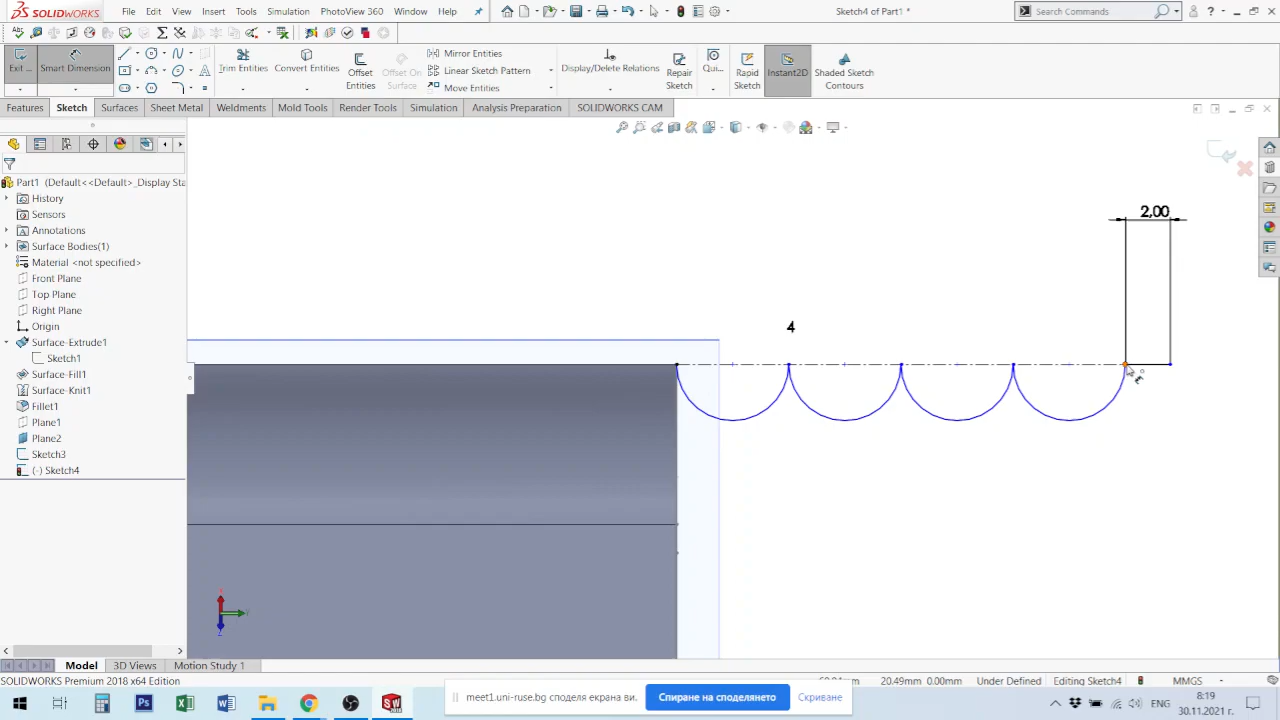 SOLIDWORKS
File Edit View Insert Tools Simulation PhotoView 360 Window Help
Sketch4 of Part1 *
Search Commands
Exit ...
Smart Dimension
Trim Entities
Convert Entities
Offset Entities
Offset On Surface
Mirror Entities
Linear Sketch Pattern
Move Entities
Display/Delete Relations
Repair Sketch
Qui...
Rapid Sketch
Instant2D
Shaded Sketch Contours
Features Sketch Surfaces Sheet Metal Weldments Mold Tools Render Tools Simulation Analysis Preparation SOLIDWORKS CAM
Part1 (Default<<Default>_Display Sta
History
Sensors
Annotations
Surface Bodies(1)
Material <not specified>
Front Plane
Top Plane
Right Plane
Origin
Surface-Extrude1
Sketch1
Surface-Fill1
Surface-Knit1
Fillet1
Plane1
Plane2
Sketch3
(-) Sketch4
2,00
4
Model 3D Views Motion Study 1
SOLIDWORKS Premium 2018 x64 Edition
20.49mm 0.00mm Under Defined Editing Sketch4 MMGS
meet1.uni-ruse.bg споделя екрана ви.
Спиране на споделянето
Скриване
ENG
8:19
30.11.2021 г.